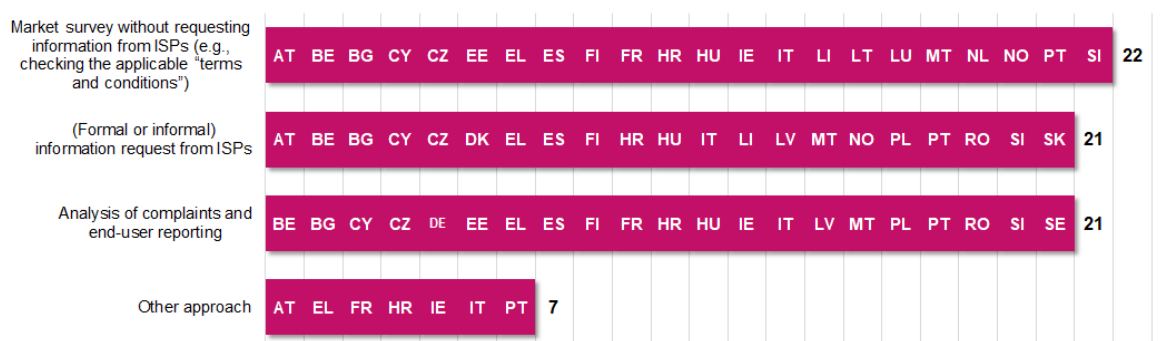 Market survey without requesting
information from ISPs (e.g.,
checking the applicable “terms
and conditions”)
AT BE BG CY CZ EE EL ES FI FR HR HU IE IT LI LT LU MT NL NO PT SI 22
(Formal or informal)
information request from ISPs
AT BE BG CY CZ DK EL ES FI HR HU IT LI LV MT NO PL PT RO SI SK 21
Analysis of complaints and
end-user reporting
BE BG CY CZ DE EE EL ES FI FR HR HU IE IT LV MT PL PT RO SI SE 21
Other approach
AT EL FR HR IE IT PT 7